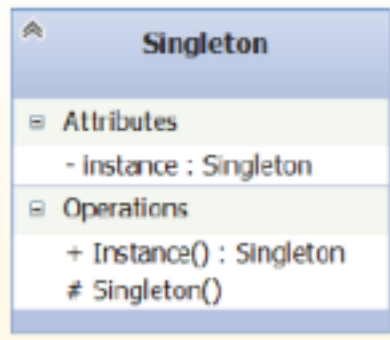 Singleton
Attributes
- instance : Singleton
Operations
+ Instance() : Singleton
# Singleton()